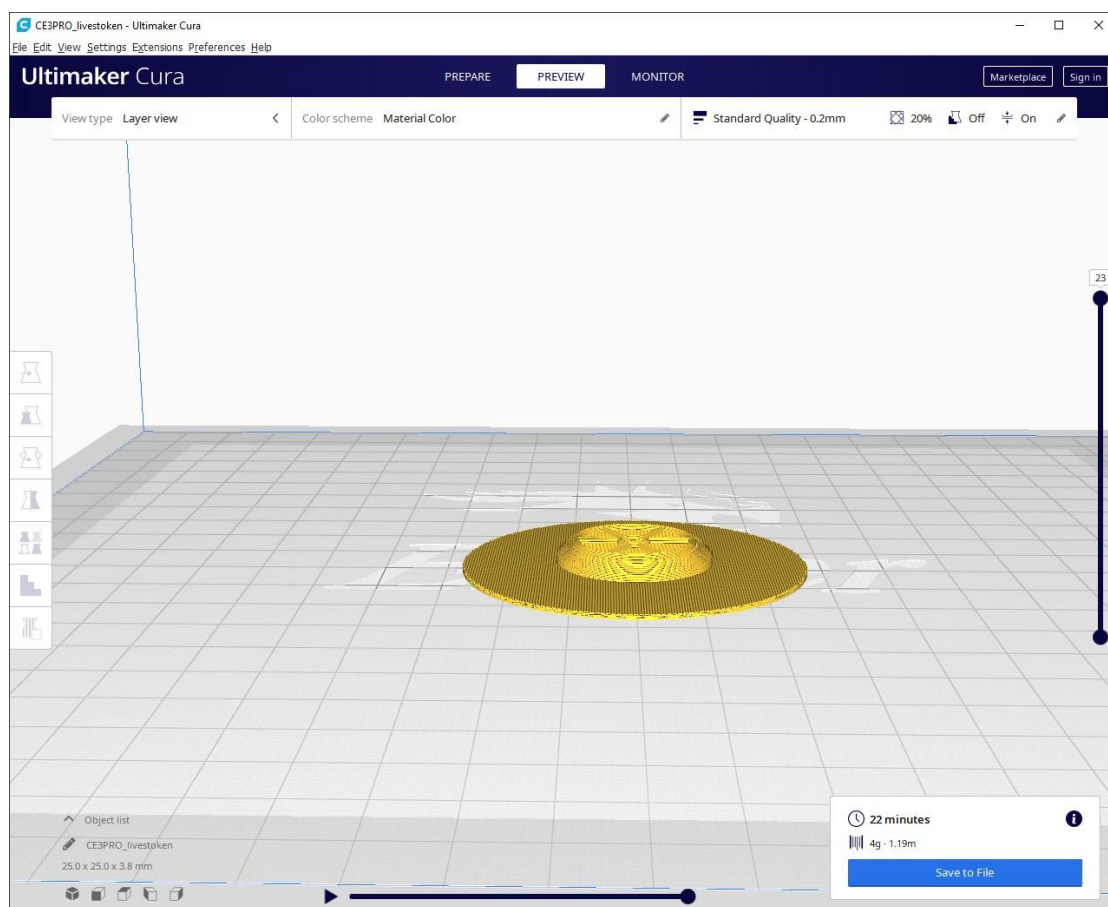 CE3PRO_livestoken - Ultimaker Cura
File Edit View Settings Extensions Preferences Help
Ultimaker Cura
PREPARE
PREVIEW
MONITOR
Marketplace
Sign in
View type Layer view
Color scheme Material Color
Standard Quality - 0.2mm
20%
Off
On
23
Object list
CE3PRO_livestoken
25.0 x 25.0 x 3.8 mm
22 minutes
4g · 1.19m
Save to File